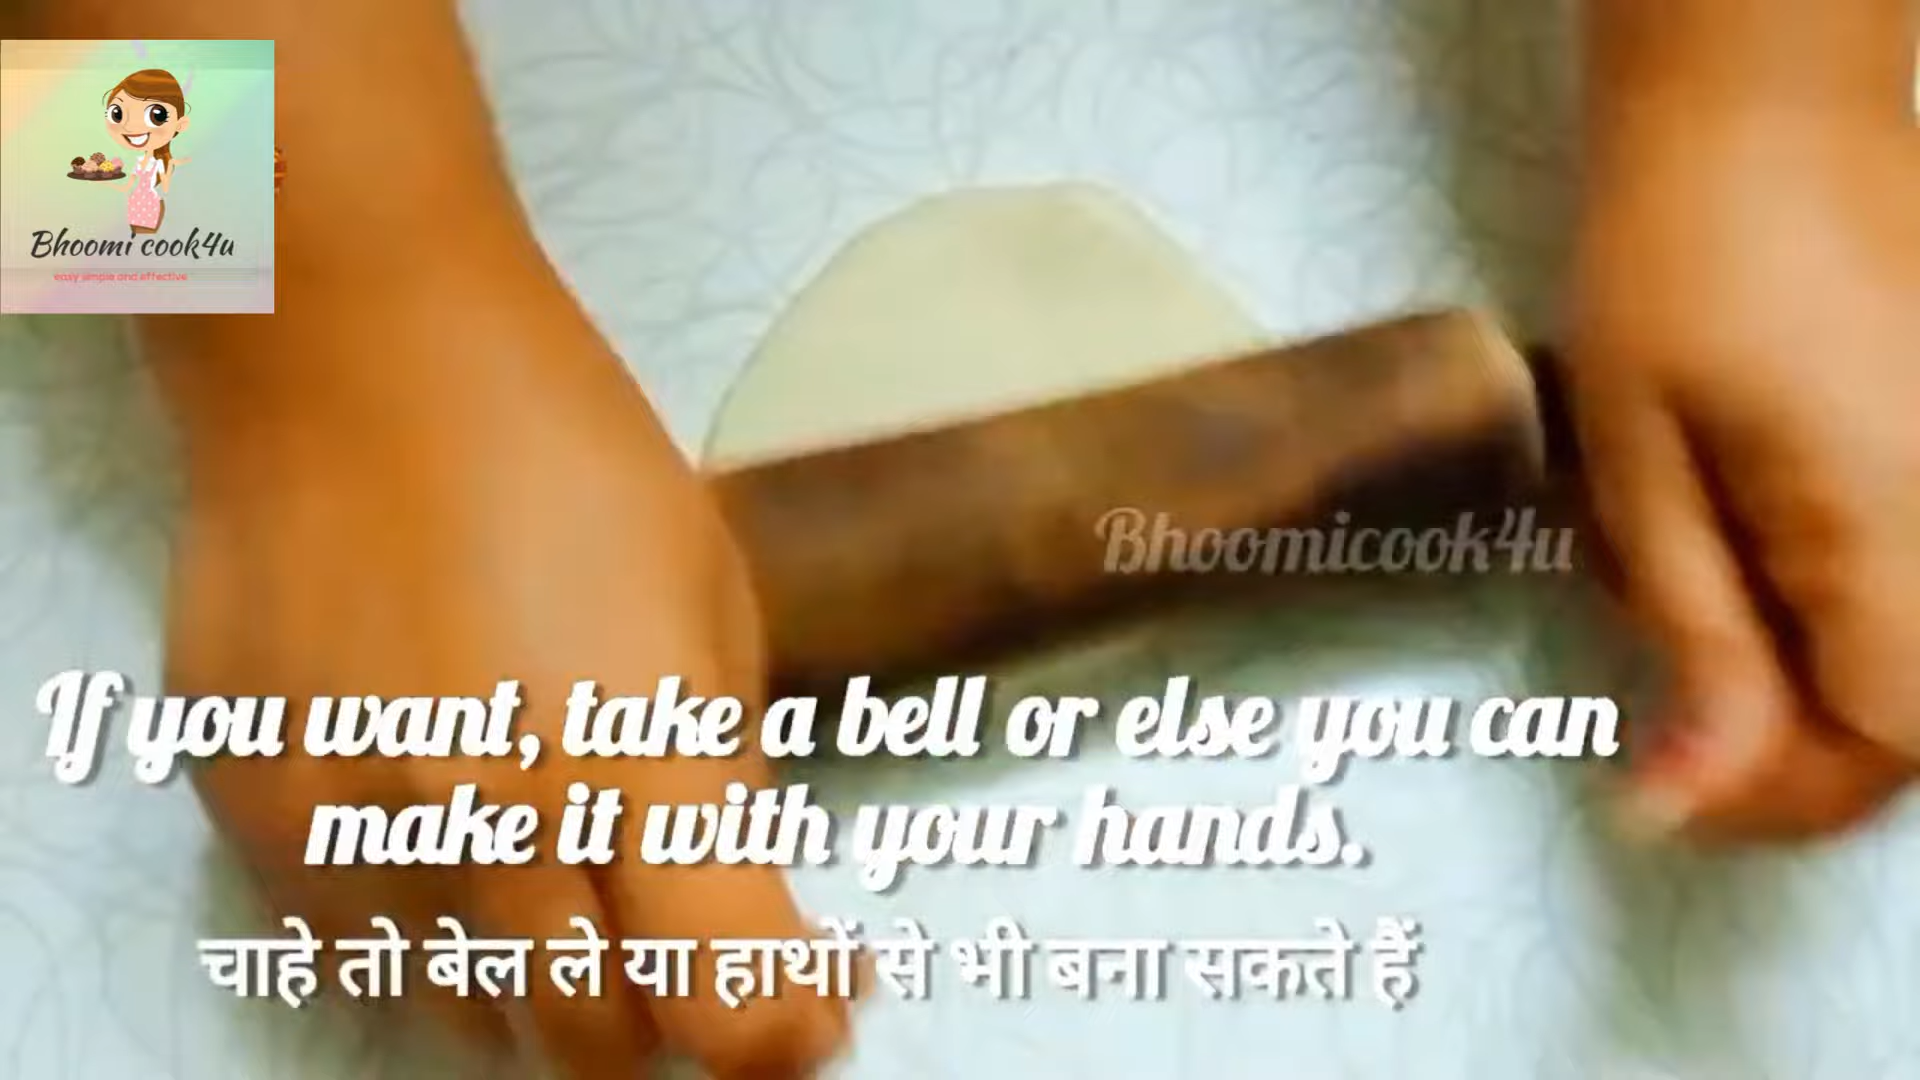 Bhoomi cook4u
easy simple and effective
Bhoomicook4u
If you want, take a bell or else you can
make it with your hands.
चाहे तो बेल ले या हाथों से भी बना सकते हैं